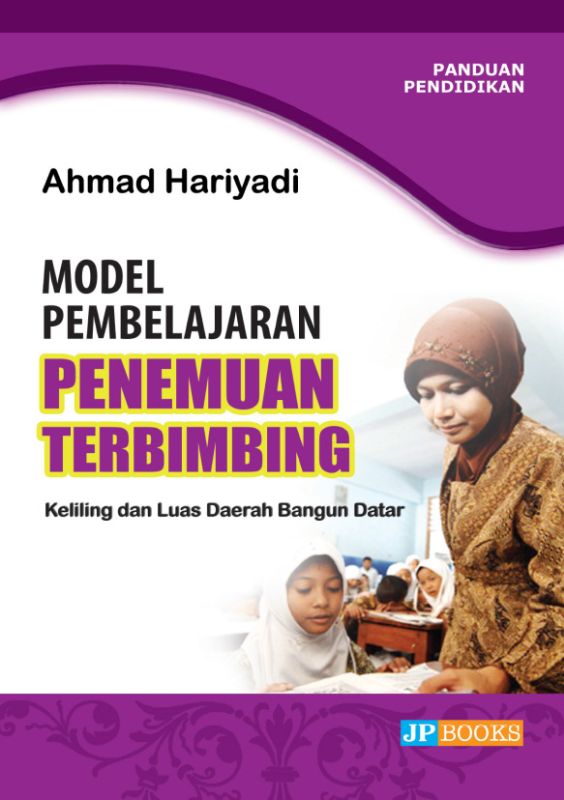 PANDUAN
PENDIDIKAN
Ahmad Hariyadi
MODEL
PEMBELAJARAN
PENEMUAN
TERBIMBING
Keliling dan Luas Daerah Bangun Datar
JP BOOKS